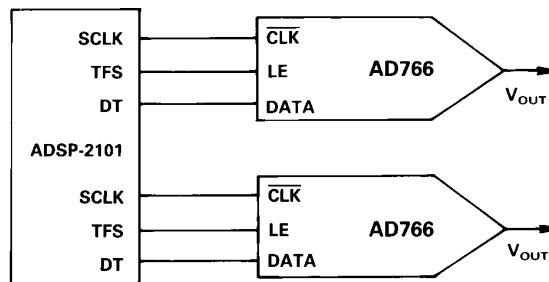 SCLK
CLK
TFS
LE
AD766
DT
DATA
VOUT
ADSP-2101
SCLK
CLK
TFS
LE
AD766
DT
DATA
VOUT